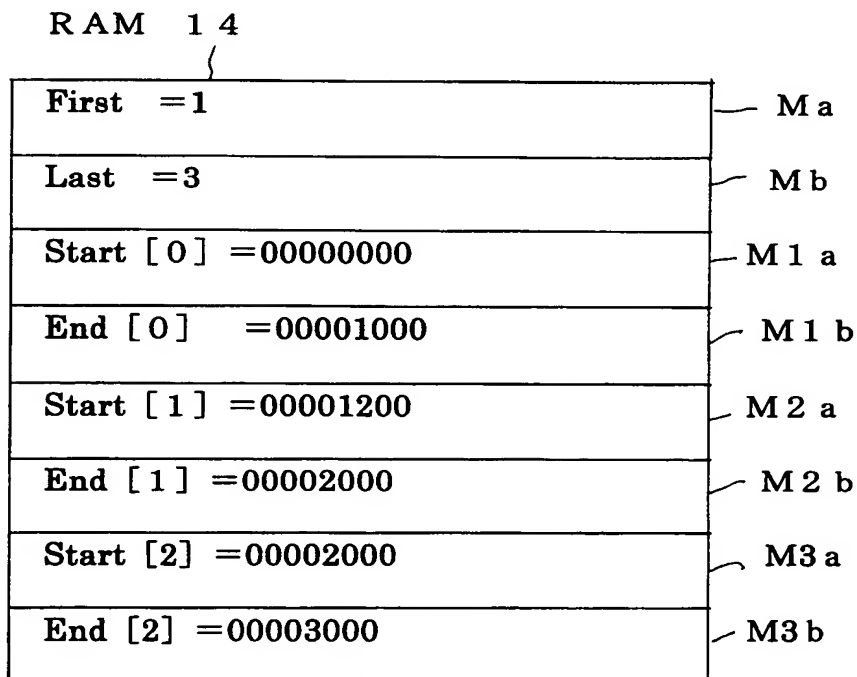 RAM 14
First =1 Ma
Last =3 Mb
Start [0] =00000000 M1a
End [0] =00001000 M1b
Start [1] =00001200 M2a
End [1] =00002000 M2b
Start [2] =00002000 M3a
End [2] =00003000 M3b